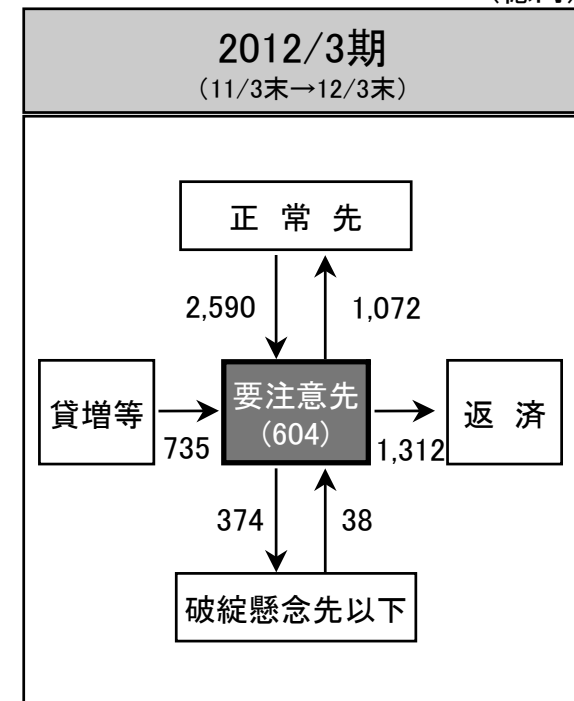 2012/3期
（11/3末→12/3末）
正 常 先
2,590
1,072
貸増等
要注意先
(604)
返 済
735
1,312
374
38
破綻懸念先以下